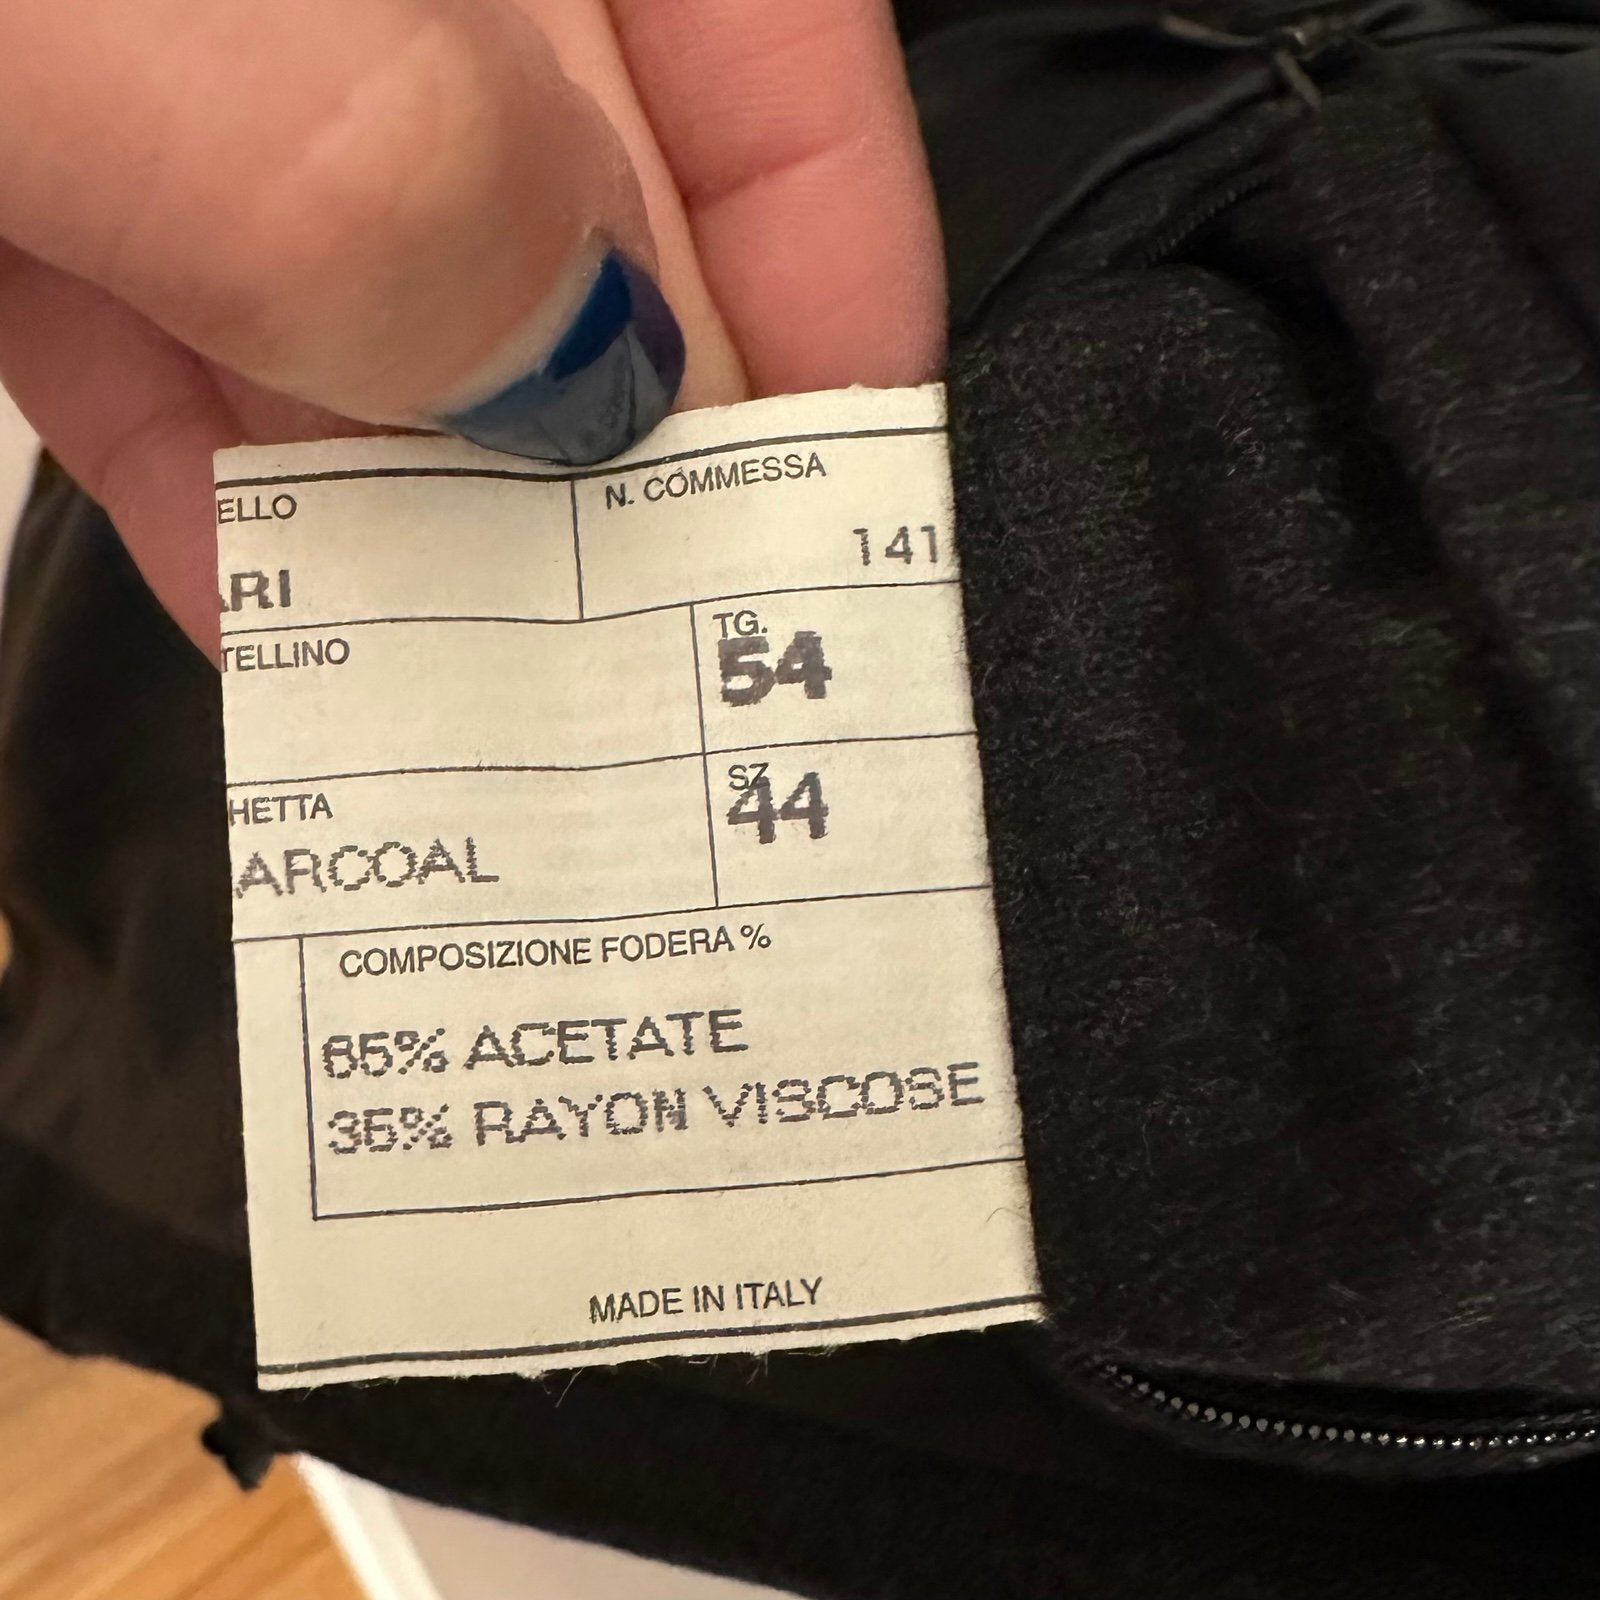 ELLO
N. COMMESSA
ARI
141
TELLINO
TG.
54
HETTA
SZ
44
ARCOAL
COMPOSIZIONE FODERA %
65% ACETATE
35% RAYON VISCOSE
MADE IN ITALY